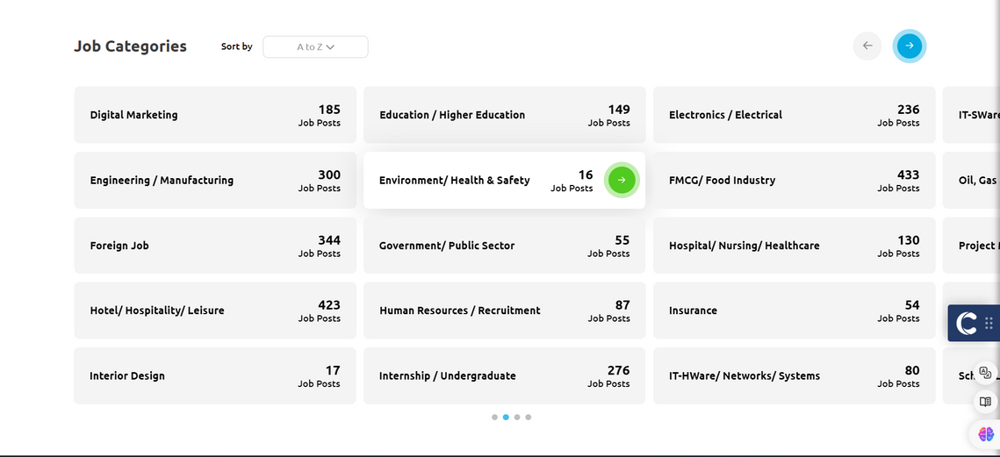 Job Categories
Sort by
A to Z
Digital Marketing
185
Job Posts
Education / Higher Education
149
Job Posts
Electronics / Electrical
236
Job Posts
IT-SWare
Engineering / Manufacturing
300
Job Posts
Environment/ Health & Safety
16
Job Posts
FMCG/ Food Industry
433
Job Posts
Oil, Gas
Foreign Job
344
Job Posts
Government/ Public Sector
55
Job Posts
Hospital/ Nursing/ Healthcare
130
Job Posts
Project
Hotel/ Hospitality/ Leisure
423
Job Posts
Human Resources / Recruitment
87
Job Posts
Insurance
54
Job Posts
Interior Design
17
Job Posts
Internship / Undergraduate
276
Job Posts
IT-HWare/ Networks/ Systems
80
Job Posts